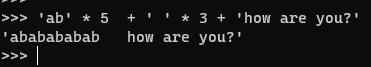 >>> 'ab' * 5  + ' ' * 3 + 'how are you?'
'ababababab   how are you?'
>>>